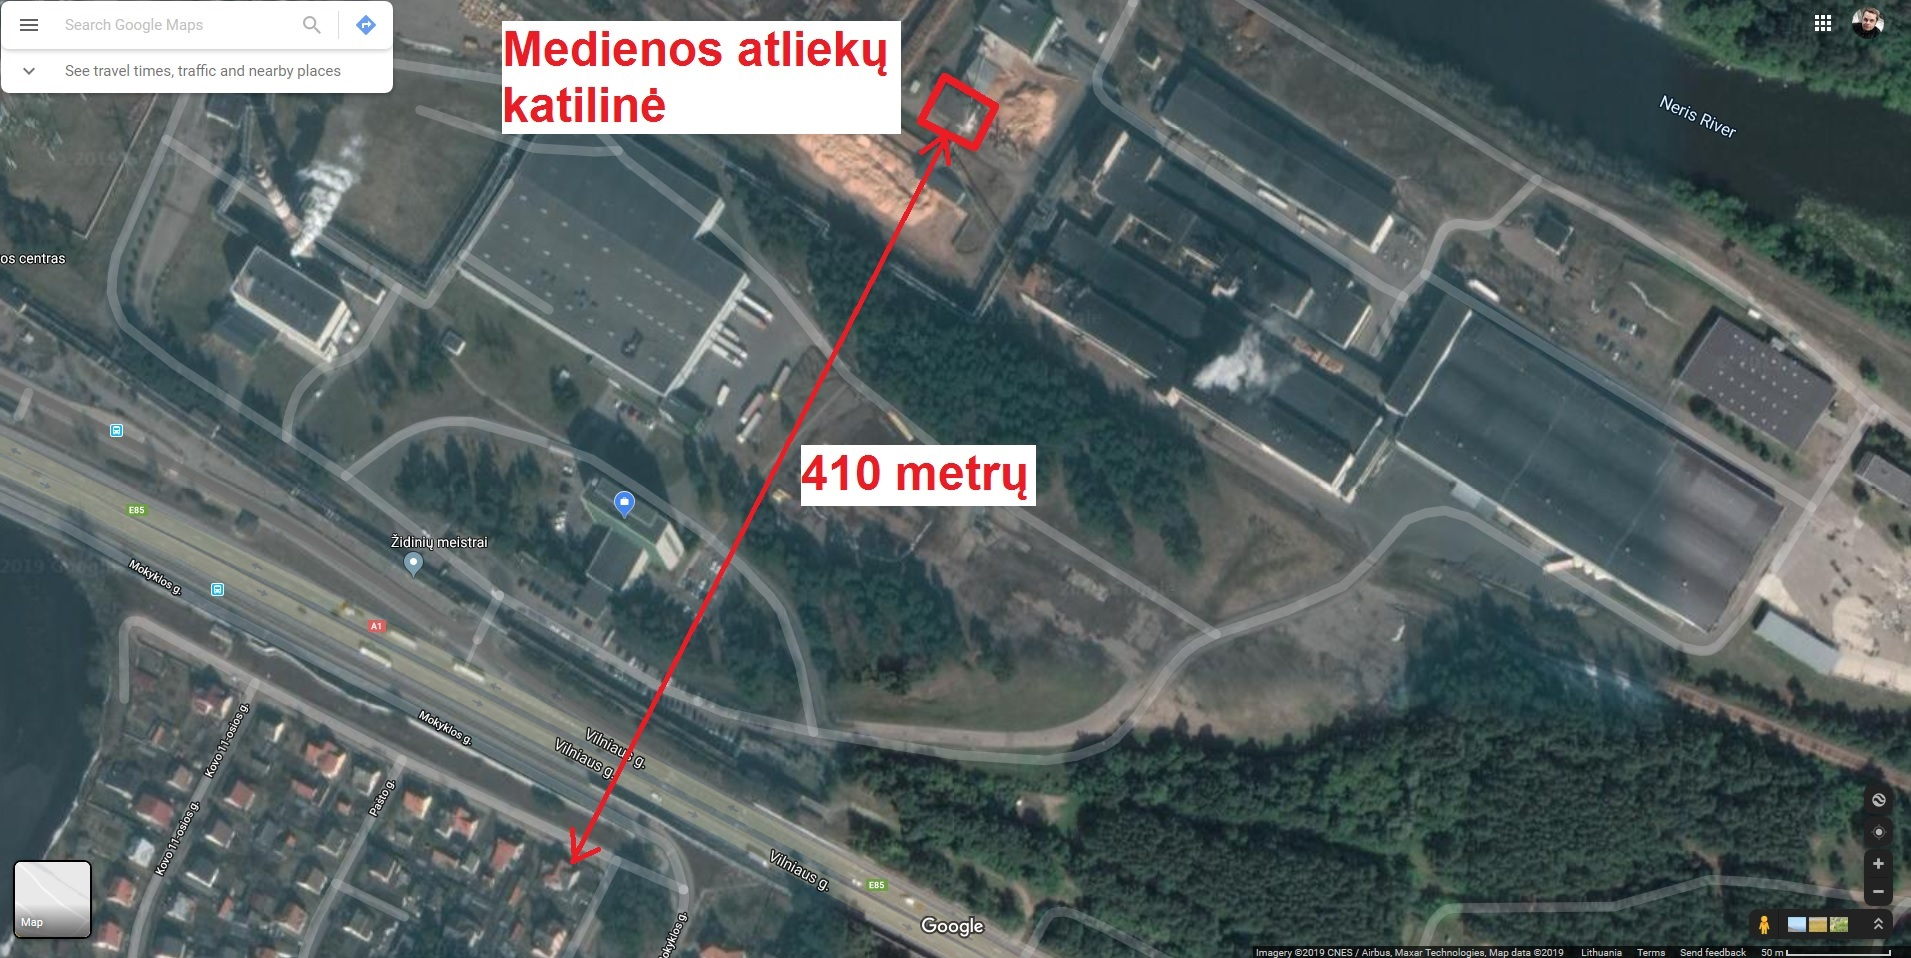 Search Google Maps
See travel times, traffic and nearby places
Medienos atliekų
katilinė
Neris River
os centras
410 metrų
E85
Židinių meistrai
Mokyklos g.
A1
Mokyklos g.
Vilniaus g.
Vilniaus g.
Kovo 11-osios g.
Pašto g.
Kovo 11-osios g.
Vilniaus g.
E85
okyklos g.
Map
Google
Imagery ©2019 CNES / Airbus, Maxar Technologies, Map data ©2019 Lithuania Terms Send feedback 50 m